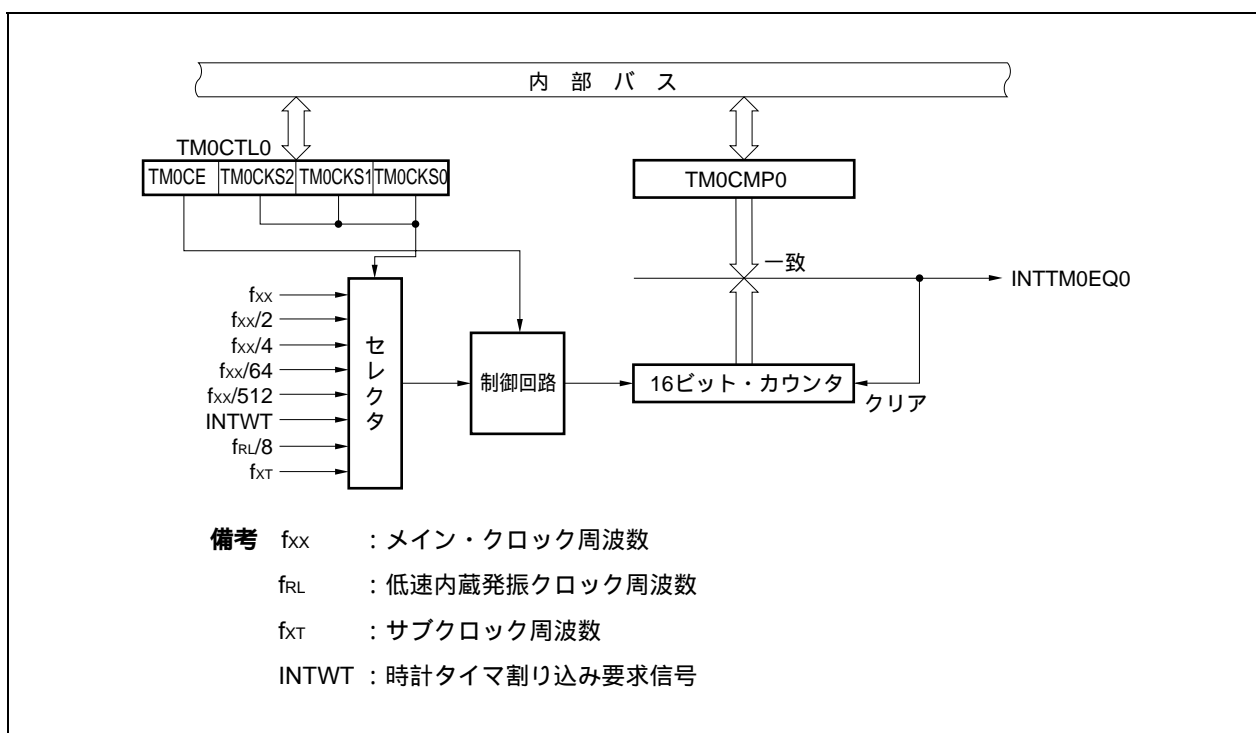 内 部 バ ス
TM0CTL0
TM0CE TM0CKS2 TM0CKS1 TM0CKS0
TM0CMP0
一致
INTTM0EQ0
fXX
fXX/2
fXX/4
fXX/64
fXX/512
INTWT
fRL/8
fXT
セレクタ
制御回路
16ビット・カウンタ
クリア
備考 fXX :メイン・クロック周波数
fRL :低速内蔵発振クロック周波数
fXT :サブクロック周波数
INTWT :時計タイマ割り込み要求信号